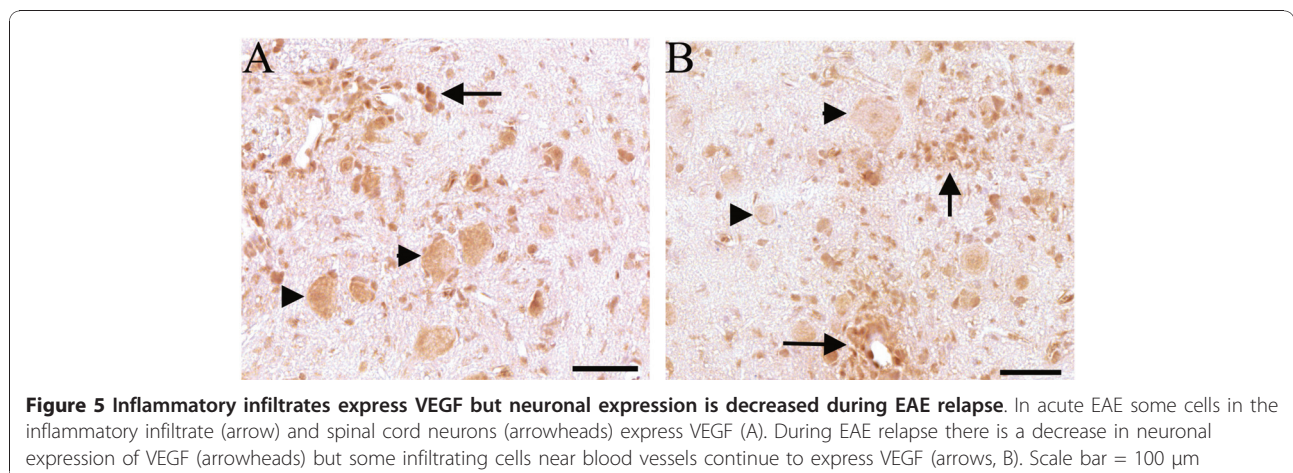 A
B
Figure 5 Inflammatory infiltrates express VEGF but neuronal expression is decreased during EAE relapse. In acute EAE some cells in the
inflammatory infiltrate (arrow) and spinal cord neurons (arrowheads) express VEGF (A). During EAE relapse there is a decrease in neuronal
expression of VEGF (arrowheads) but some infiltrating cells near blood vessels continue to express VEGF (arrows, B). Scale bar = 100 μm